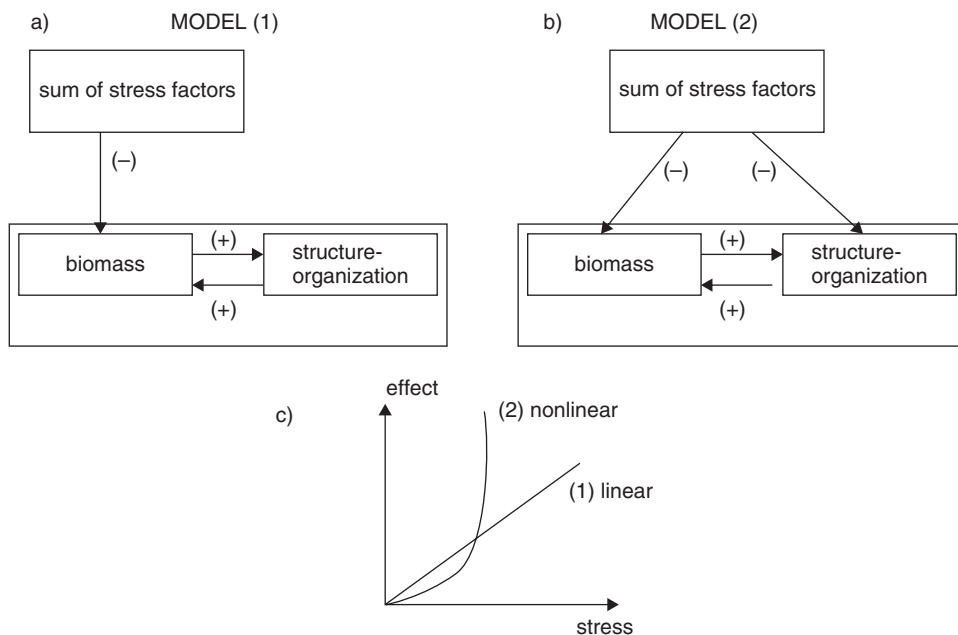 a)
MODEL (1)
sum of stress factors
(–)
biomass
(+)
structure-
organization
(+)
b)
MODEL (2)
sum of stress factors
(–)
(–)
biomass
(+)
structure-
organization
(+)
c)
effect
(2) nonlinear
(1) linear
stress